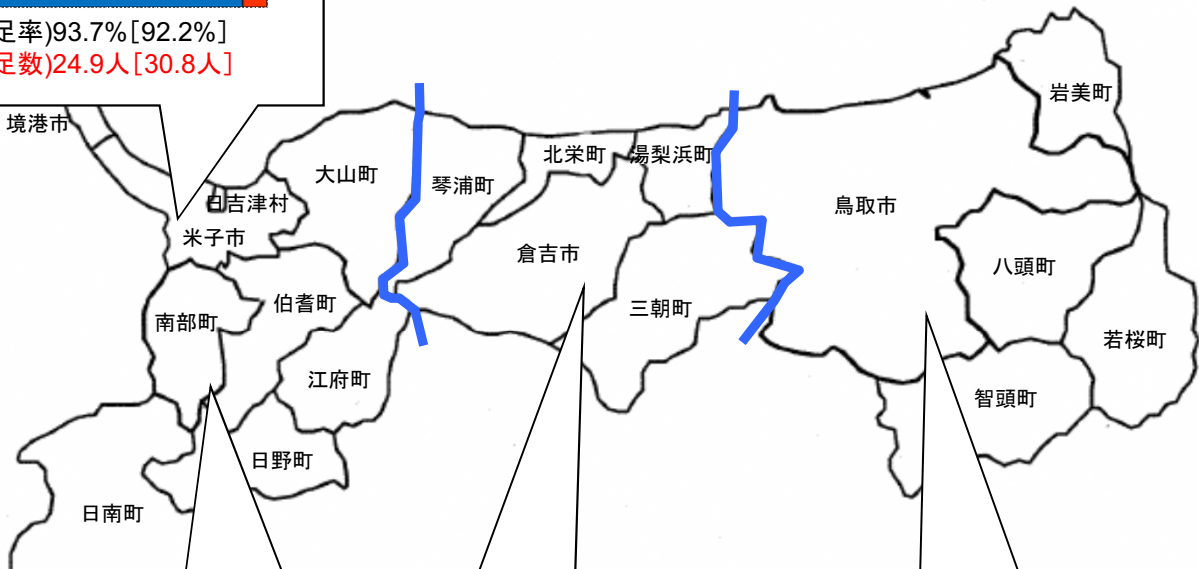 足率)93.7%[92.2%]
足数)24.9人[30.8人]
境港市
岩美町
大山町
琴浦町
北栄町
湯梨浜町
日吉津村
米子市
鳥取市
倉吉市
八頭町
伯耆町
南部町
三朝町
若桜町
江府町
智頭町
日野町
日南町